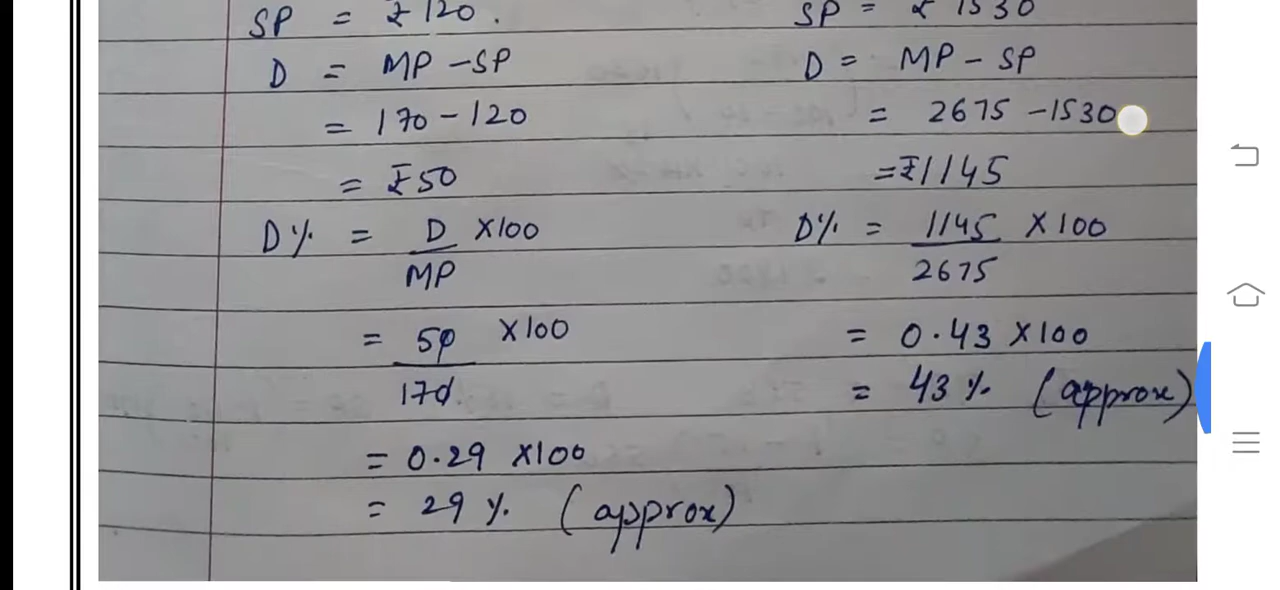 SP = ₹120.
D = MP - SP
= 170 - 120
= ₹50
D% = D/MP X100
= 50/170 X100
= 0.29 X100
= 29 %. (approx)
SP = ₹ 1530
D = MP - SP
= 2675 - 1530
= ₹1145
D% = 1145/2675 X 100
= 0.43 X100
= 43 %. (approx)